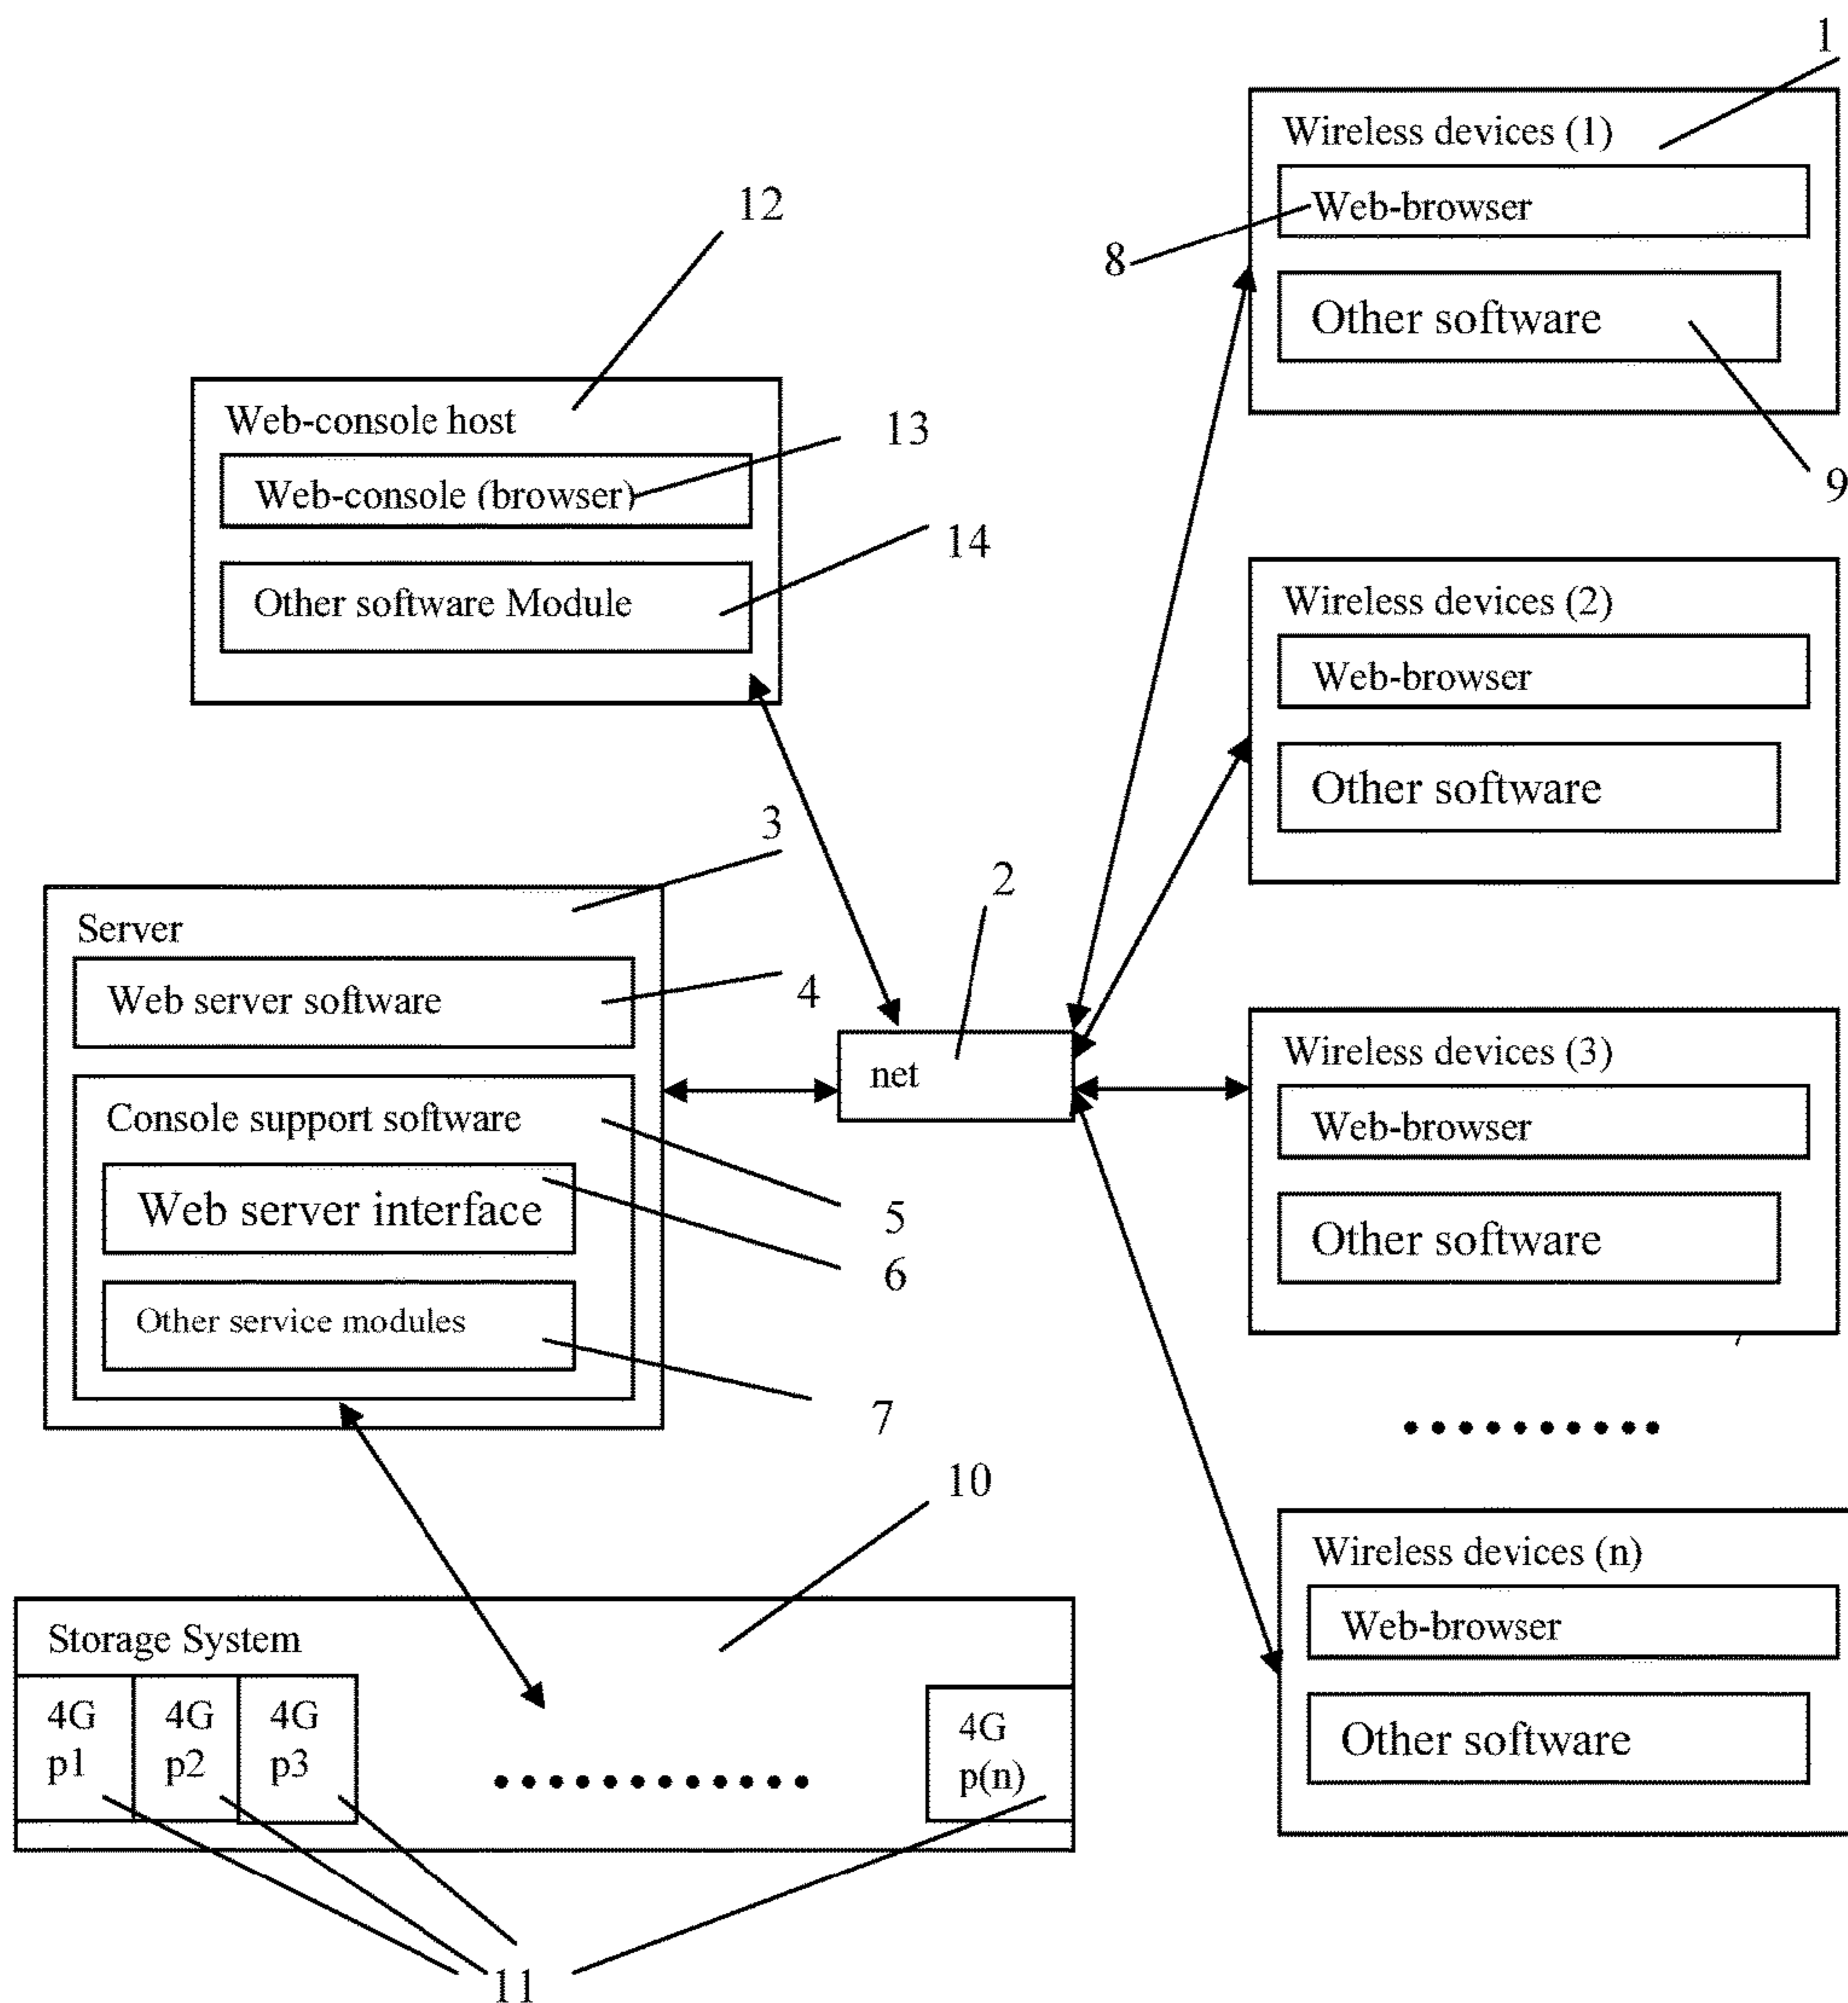 1
Wireless devices (1)
Web-browser
8
Other software
9
12
Web-console host
13
Web-console (browser)
14
Other software Module
Wireless devices (2)
Web-browser
Other software
3
Server
4
Web server software
2
net
Console support software
5
Web server interface
6
Other service modules
7
Wireless devices (3)
Web-browser
Other software
..........
10
Storage System
4G
p1
4G
p2
4G
p3
............
4G
p(n)
11
Wireless devices (n)
Web-browser
Other software